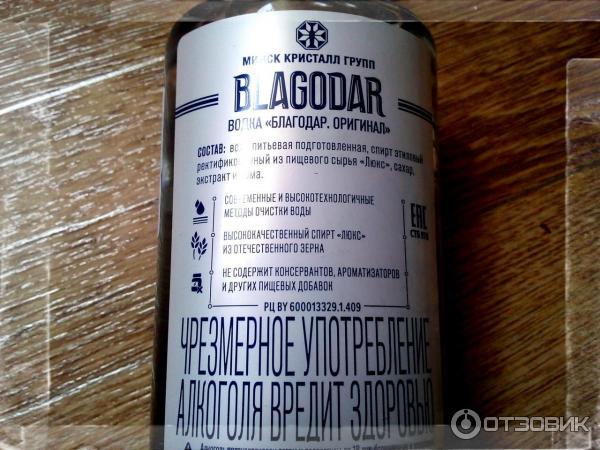 МИНСК КРИСТАЛЛ ГРУПП
BLAGODAR
ВОДКА «БЛАГОДАР. ОРИГИНАЛ»
СОСТАВ: питьевая подготовленная, спирт этиловый
ректификованный из пищевого сырья «Люкс», сахар,
экстракт
СОВРЕМЕННЫЕ И ВЫСОКОТЕХНОЛОГИЧНЫЕ
МЕТОДЫ ОЧИСТКИ ВОДЫ
ВЫСОКОКАЧЕСТВЕННЫЙ СПИРТ «ЛЮКС»
ИЗ ОТЕЧЕСТВЕННОГО ЗЕРНА
НЕ СОДЕРЖИТ КОНСЕРВАНТОВ, АРОМАТИЗАТОРОВ
И ДРУГИХ ПИЩЕВЫХ ДОБАВОК
EAC
РЦ BY 600013329.1.409
ЧРЕЗМЕРНОЕ УПОТРЕБЛЕНИЕ
АЛКОГОЛЯ ВРЕДИТ ЗДОРОВЬЮ
ОТЗОВИК